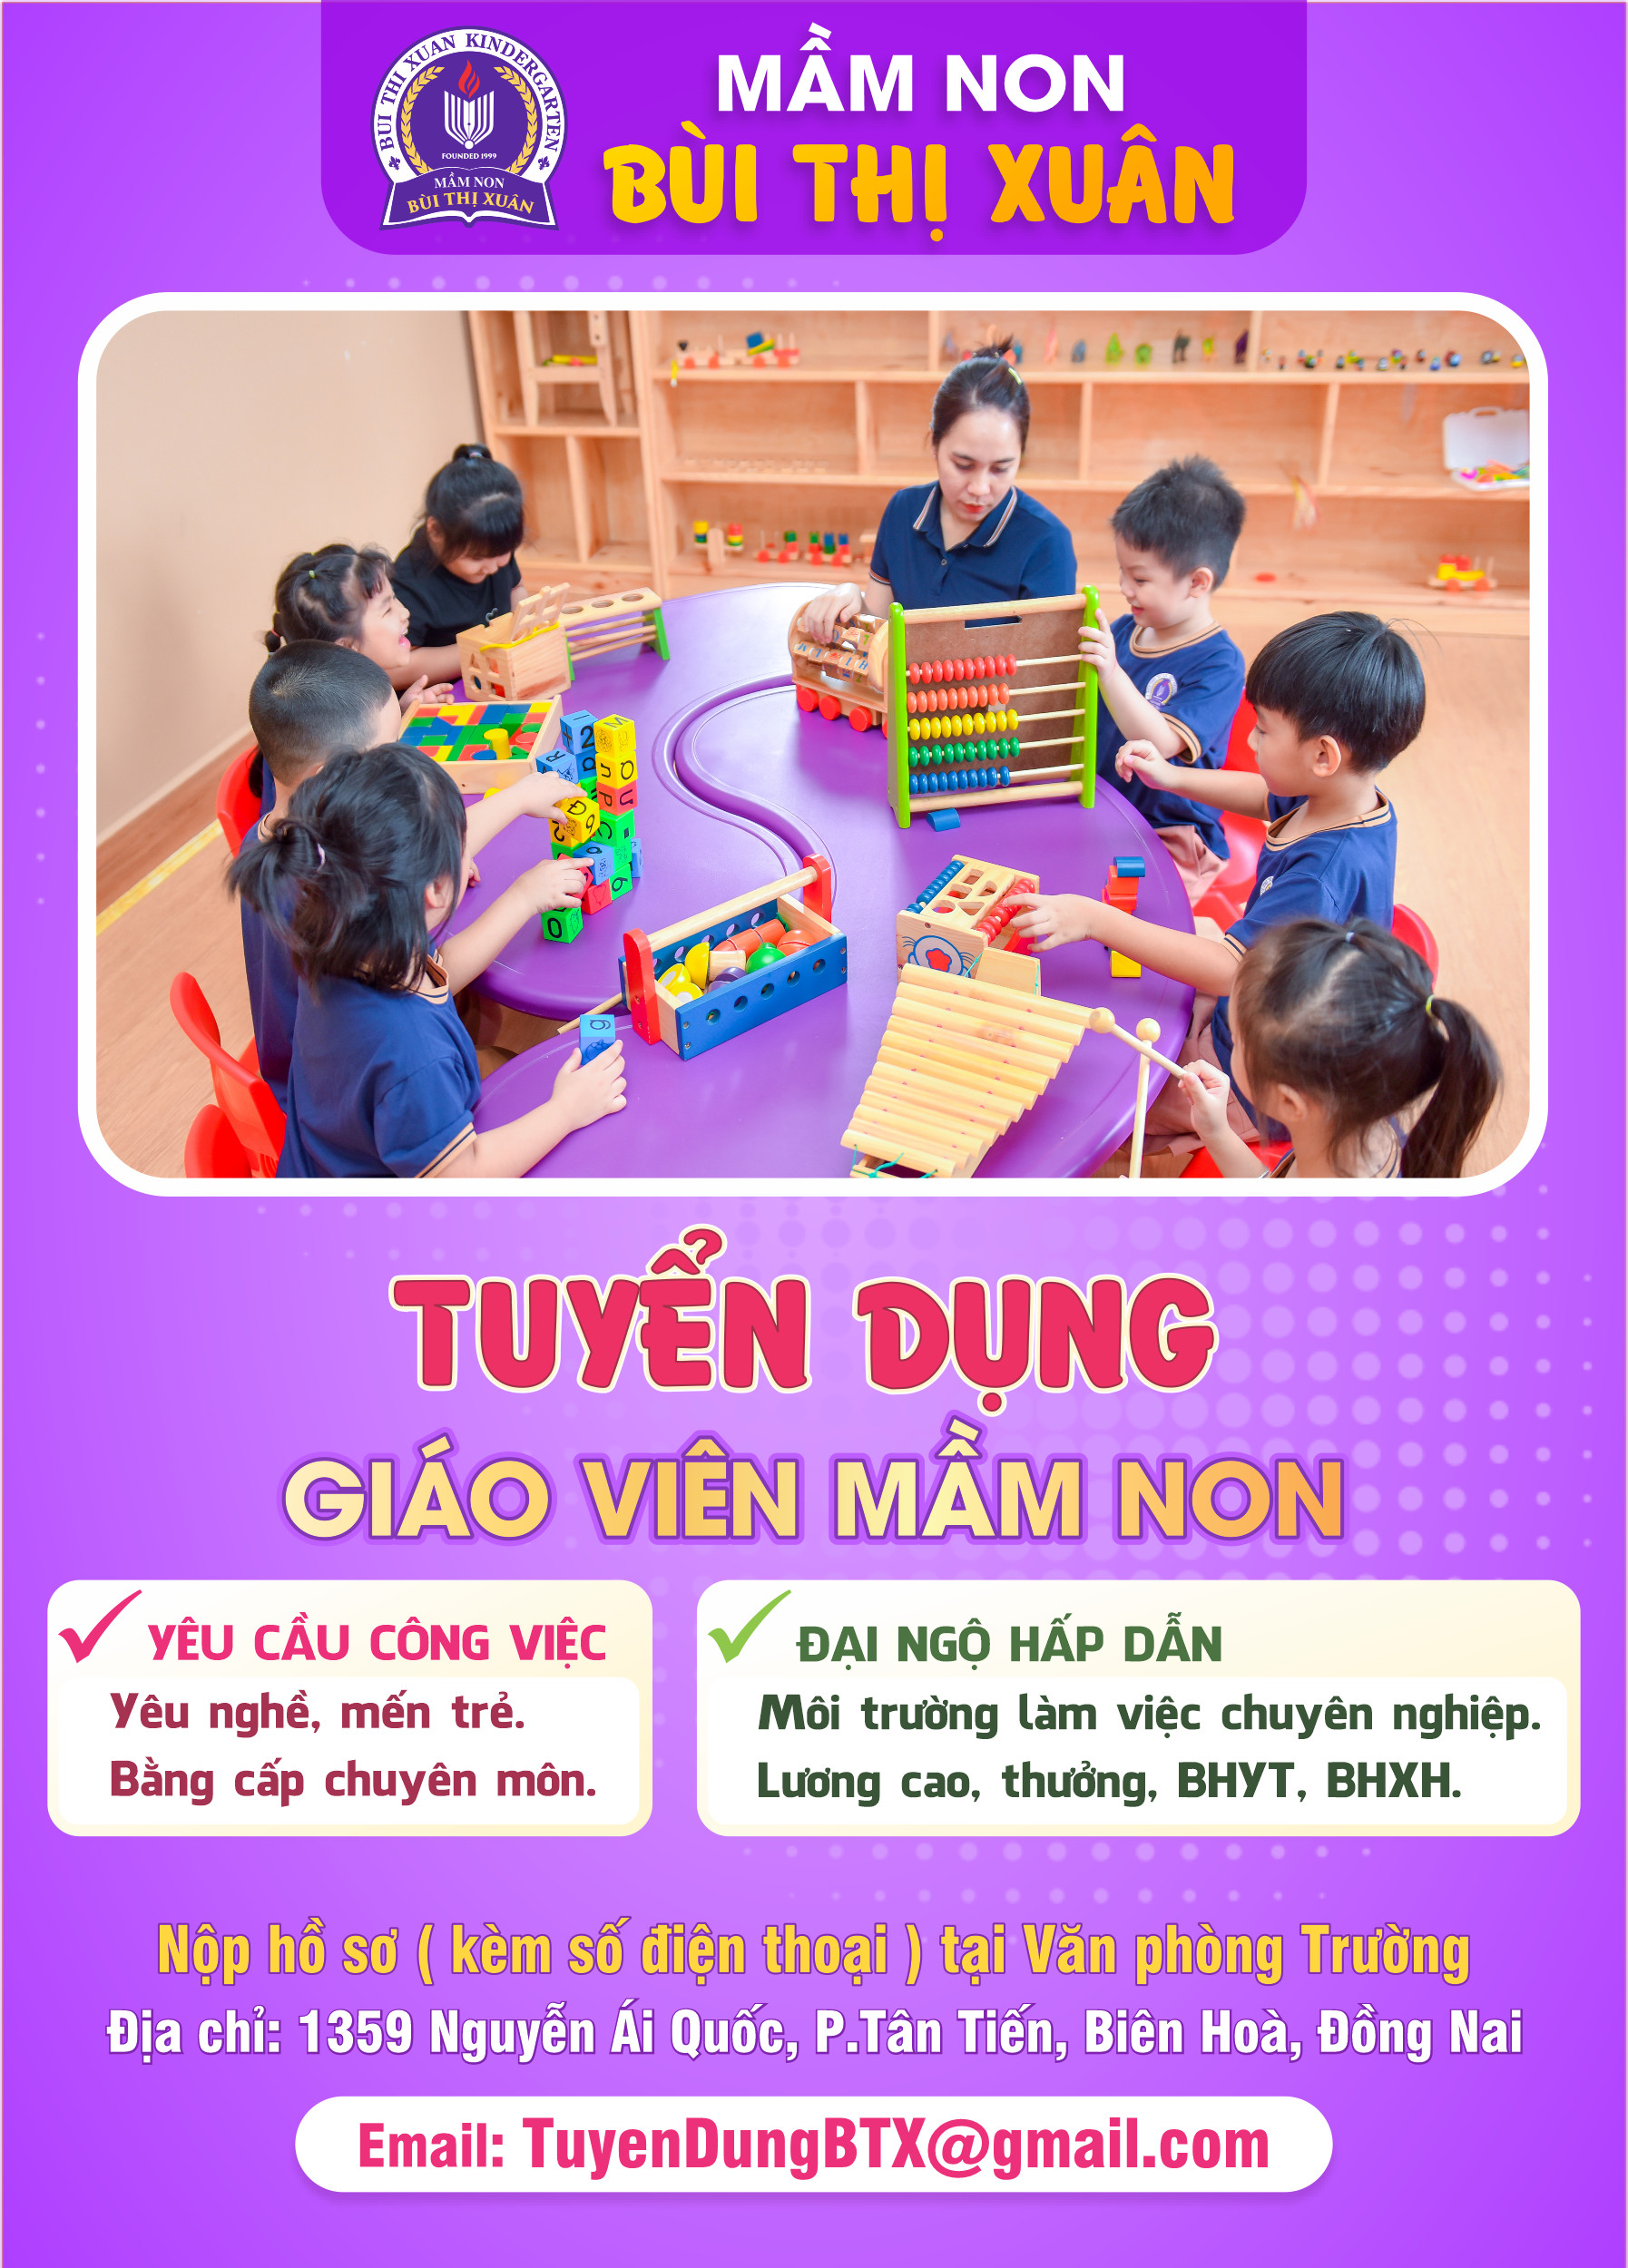 BUI THI XUAN KINDERGARTEN
FOUNDED 1999
MẦM NON
BÙI THỊ XUÂN
MẦM NON
BÙI THỊ XUÂN
TUYỂN DỤNG
GIÁO VIÊN MẦM NON
YÊU CẦU CÔNG VIỆC
Yêu nghề, mến trẻ.
Bằng cấp chuyên môn.
ĐẠI NGỘ HẤP DẪN
Môi trường làm việc chuyên nghiệp.
Lương cao, thưởng, BHYT, BHXH.
Nộp hồ sơ ( kèm số điện thoại ) tại Văn phòng Trường
Địa chỉ: 1359 Nguyễn Ái Quốc, P.Tân Tiến, Biên Hoà, Đồng Nai
Email: TuyenDungBTX@gmail.com